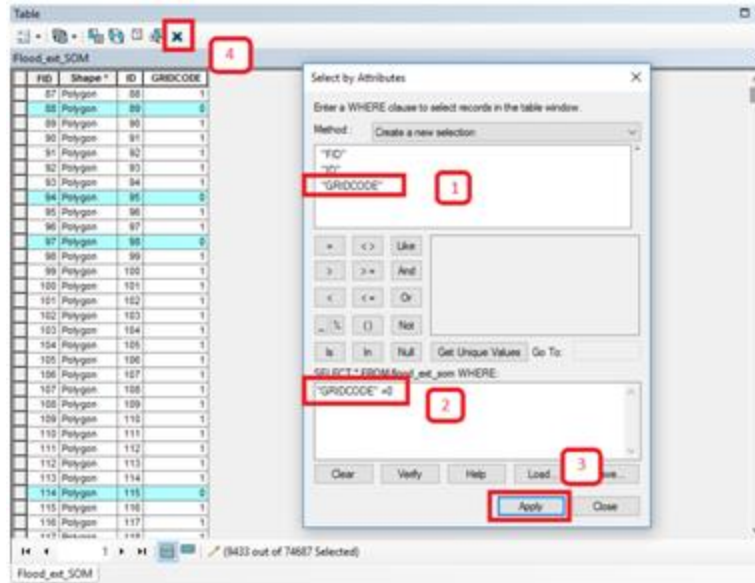 Table
4
Flood_ext_SOM
FID Shape * ID GRIDCODE
87 Polygon 88 1
88 Polygon 89 0
89 Polygon 90 1
90 Polygon 91 1
91 Polygon 92 1
92 Polygon 93 1
93 Polygon 94 1
94 Polygon 95 0
95 Polygon 96 1
96 Polygon 97 1
97 Polygon 98 0
98 Polygon 99 1
99 Polygon 100 1
100 Polygon 101 1
101 Polygon 102 1
102 Polygon 103 1
103 Polygon 104 1
104 Polygon 105 1
105 Polygon 106 1
106 Polygon 107 1
107 Polygon 108 1
108 Polygon 109 1
109 Polygon 110 1
110 Polygon 111 1
111 Polygon 112 1
112 Polygon 113 1
113 Polygon 114 1
114 Polygon 115 0
115 Polygon 116 1
116 Polygon 117 1
117 Polygon 118 1
1 (9433 out of 74687 Selected)
Flood_ext_SOM
Select by Attributes
Enter a WHERE clause to select records in the table window.
Method : Create a new selection
"FID"
"ID"
"GRIDCODE"
1
= <> Like
> >= And
< <= Or
_ % () Not
Is In Null Get Unique Values Go To:
SELECT * FROM flood_ext_som WHERE:
"GRIDCODE" =0
2
3
Clear Verify Help Load...
Apply Close